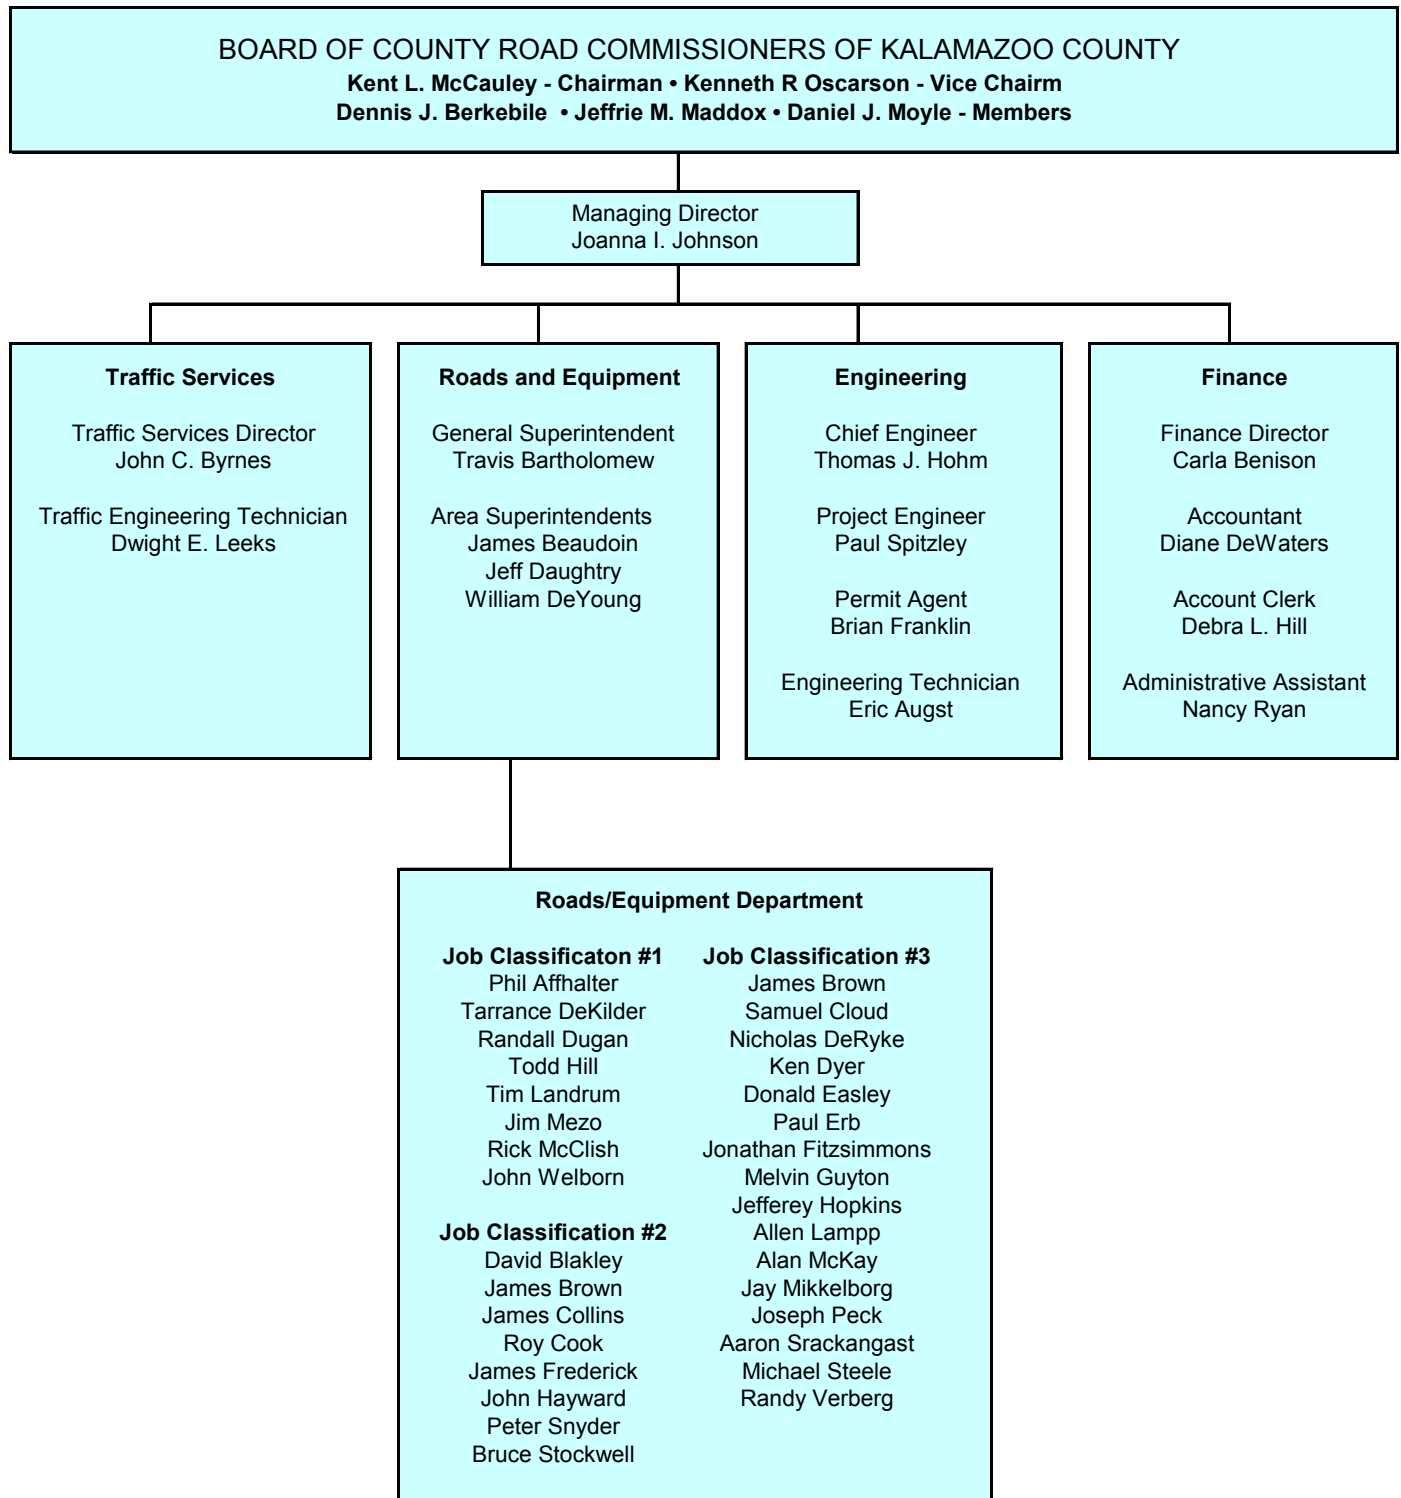 BOARD OF COUNTY ROAD COMMISSIONERS OF KALAMAZOO COUNTY
Kent L. McCauley - Chairman • Kenneth R Oscarson - Vice Chairm
Dennis J. Berkebile • Jeffrie M. Maddox • Daniel J. Moyle - Members
Managing Director
Joanna I. Johnson
Traffic Services
Traffic Services Director
John C. Byrnes
Traffic Engineering Technician
Dwight E. Leeks
Roads and Equipment
General Superintendent
Travis Bartholomew
Area Superintendents
James Beaudoin
Jeff Daughtry
William DeYoung
Engineering
Chief Engineer
Thomas J. Hohm
Project Engineer
Paul Spitzley
Permit Agent
Brian Franklin
Engineering Technician
Eric Augst
Finance
Finance Director
Carla Benison
Accountant
Diane DeWaters
Account Clerk
Debra L. Hill
Administrative Assistant
Nancy Ryan
Roads/Equipment Department
Job Classificaton #1
Phil Affhalter
Tarrance DeKilder
Randall Dugan
Todd Hill
Tim Landrum
Jim Mezo
Rick McClish
John Welborn
Job Classification #2
David Blakley
James Brown
James Collins
Roy Cook
James Frederick
John Hayward
Peter Snyder
Bruce Stockwell
Job Classification #3
James Brown
Samuel Cloud
Nicholas DeRyke
Ken Dyer
Donald Easley
Paul Erb
Jonathan Fitzsimmons
Melvin Guyton
Jefferey Hopkins
Allen Lampp
Alan McKay
Jay Mikkelborg
Joseph Peck
Aaron Srackangast
Michael Steele
Randy Verberg